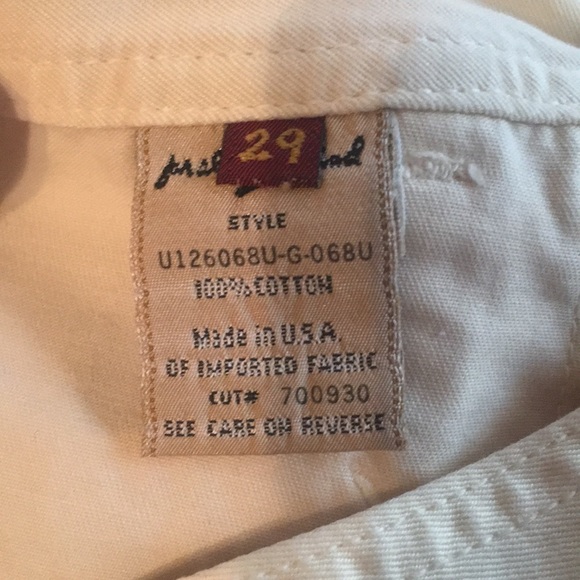 29
STYLE
U126068U-G-068U
100% COTTON
Made in U.S.A.
OF IMPORTED FABRIC
CUT# 700930
SEE CARE ON REVERSE